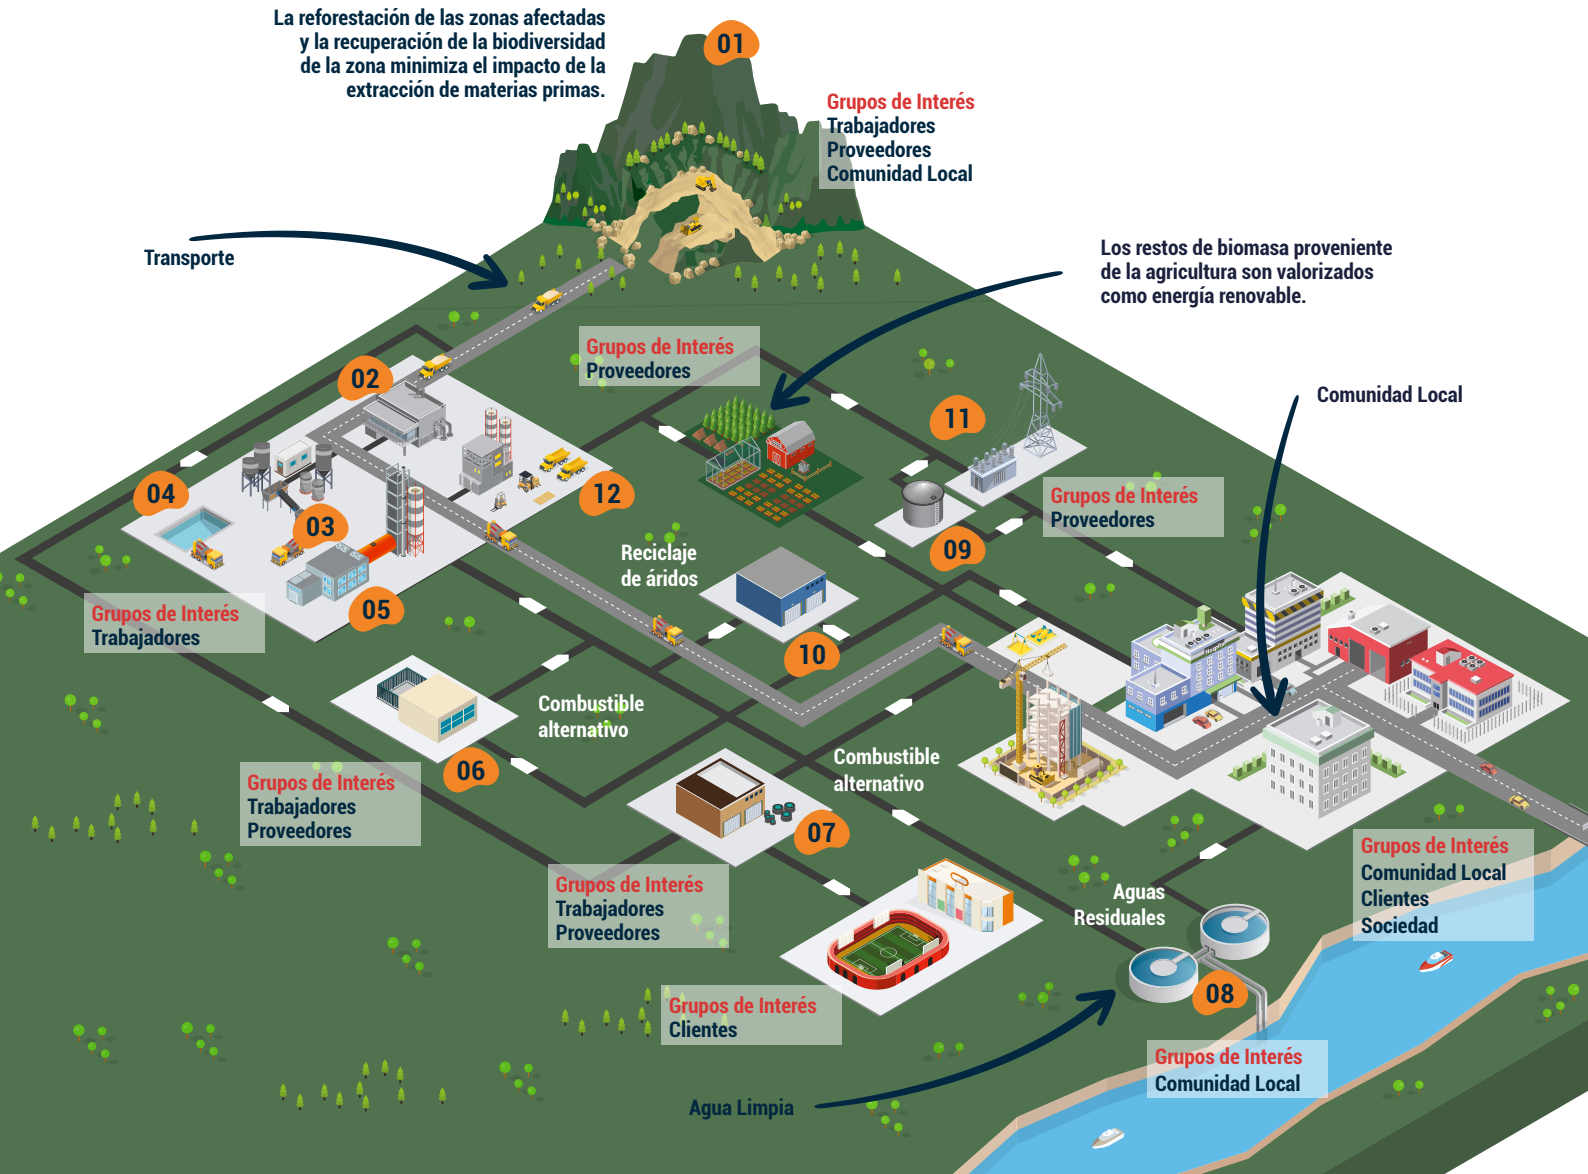 La reforestación de las zonas afectadas
y la recuperación de la biodiversidad
de la zona minimiza el impacto de la
extracción de materias primas.
01
Grupos de Interés
Trabajadores
Proveedores
Comunidad Local
Transporte
Los restos de biomasa proveniente
de la agricultura son valorizados
como energía renovable.
Grupos de Interés
Proveedores
02
Comunidad Local
11
04
12
03
Grupos de Interés
Proveedores
Reciclaje
de áridos
09
05
Grupos de Interés
Trabajadores
10
Hospital
Combustible
alternativo
06
Combustible
alternativo
Grupos de Interés
Trabajadores
Proveedores
07
Grupos de Interés
Comunidad Local
Clientes
Sociedad
Grupos de Interés
Trabajadores
Proveedores
Aguas
Residuales
08
Grupos de Interés
Clientes
Grupos de Interés
Comunidad Local
Agua Limpia